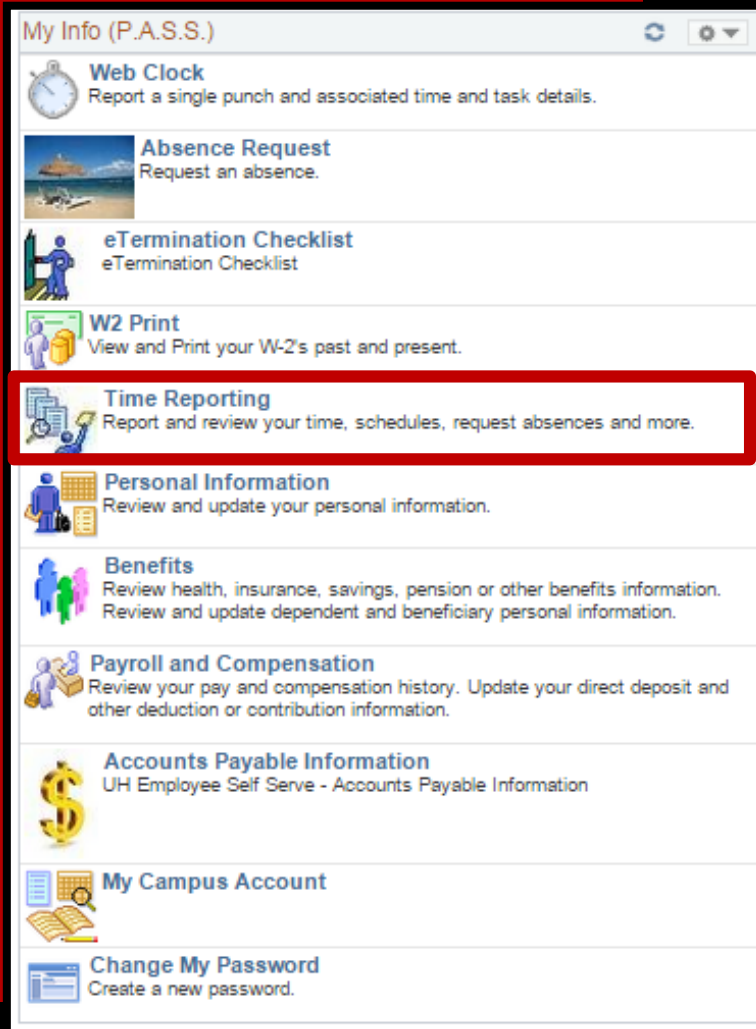 My Info (P.A.S.S.)
Web Clock
Report a single punch and associated time and task details.
Absence Request
Request an absence.
eTermination Checklist
eTermination Checklist
W2 Print
View and Print your W-2's past and present.
Time Reporting
Report and review your time, schedules, request absences and more.
Personal Information
Review and update your personal information.
Benefits
Review health, insurance, savings, pension or other benefits information.
Review and update dependent and beneficiary personal information.
Payroll and Compensation
Review your pay and compensation history. Update your direct deposit and
other deduction or contribution information.
Accounts Payable Information
UH Employee Self Serve - Accounts Payable Information
My Campus Account
Change My Password
Create a new password.